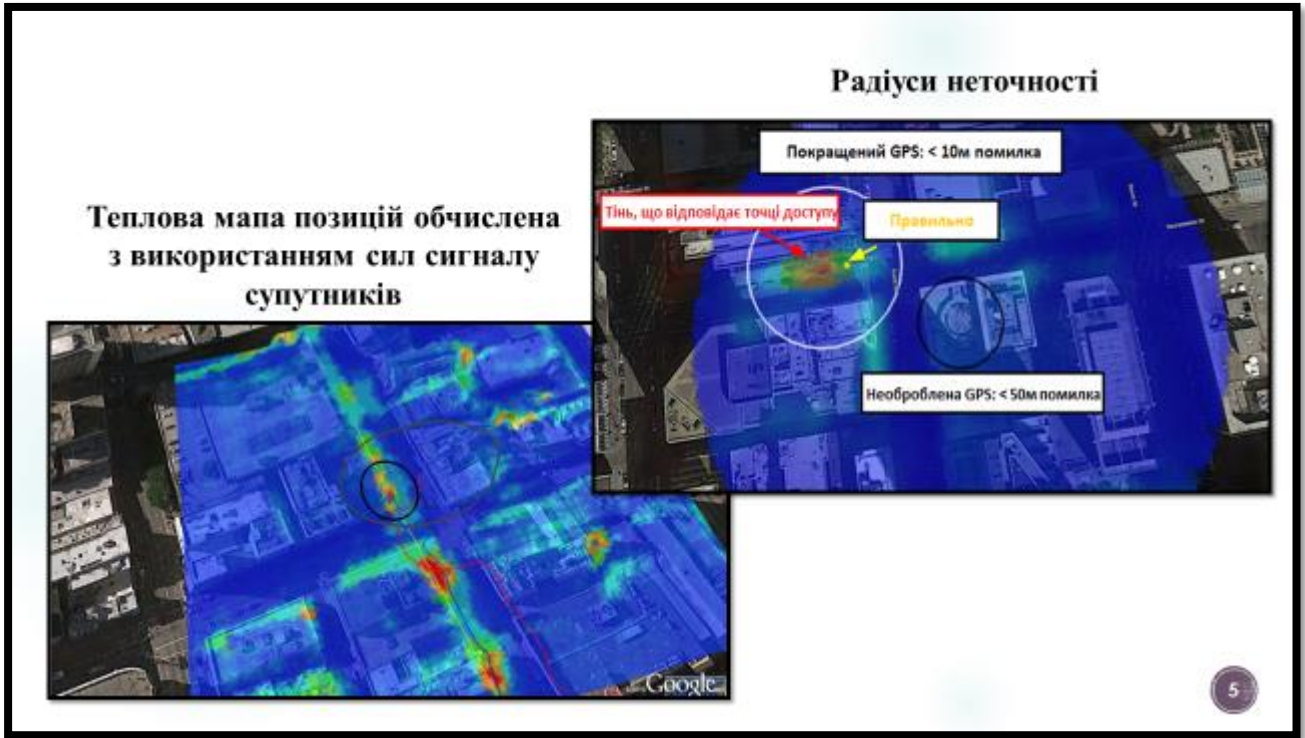 Радіуси неточності
Покращений GPS: < 10м помилка
Тінь, що відповідає точці доступу
Правильно
Необроблена GPS: < 50м помилка
Теплова мапа позицій обчислена
з використанням сил сигналу
супутників
Google
5